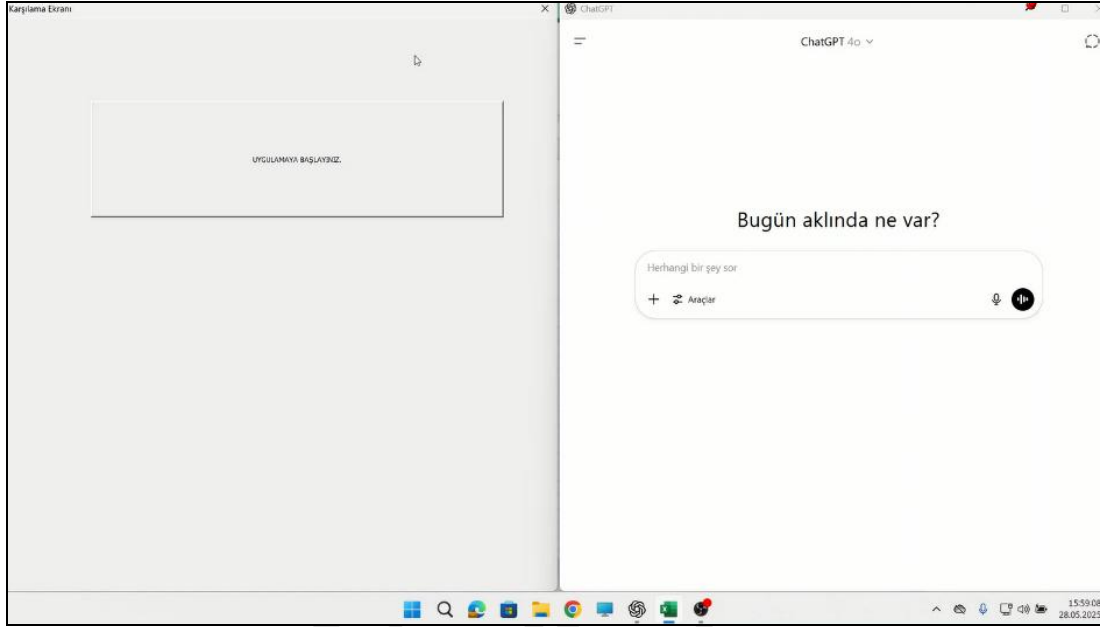 Karşılama Ekranı
UYGULAMAYA BAŞLAYINIZ.
ChatGPT
ChatGPT 4o
Bugün aklında ne var?
Herhangi bir şey sor
Araçlar
15:59:08
28.05.2025